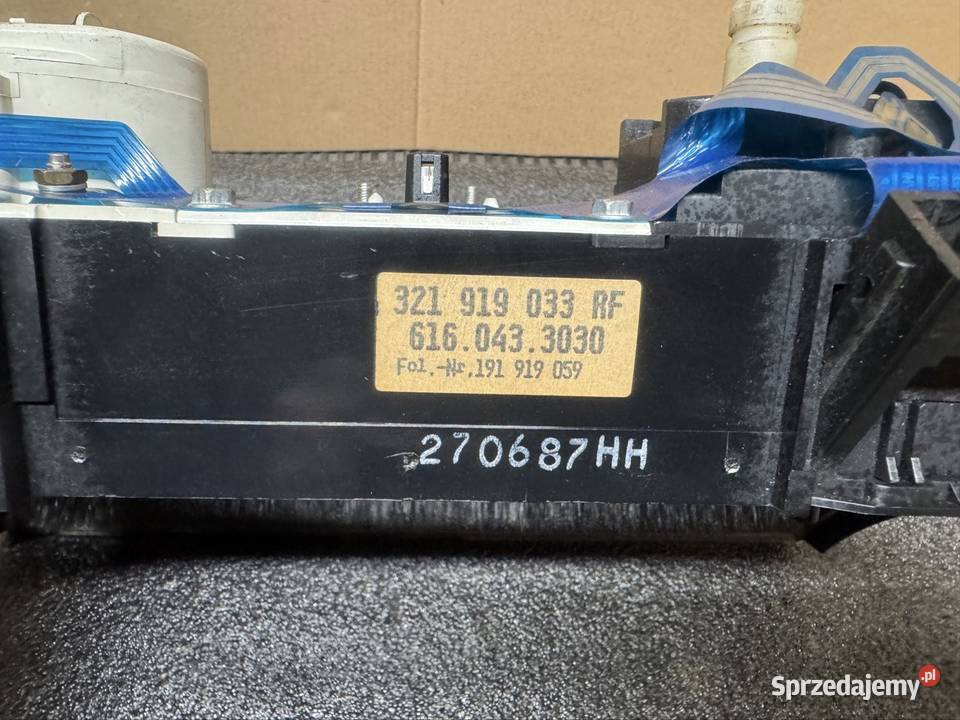 321 919 033 RF
616.043.3030
Fol.-Nr.191 919 059
270687HH
Sprzedajemy.pl